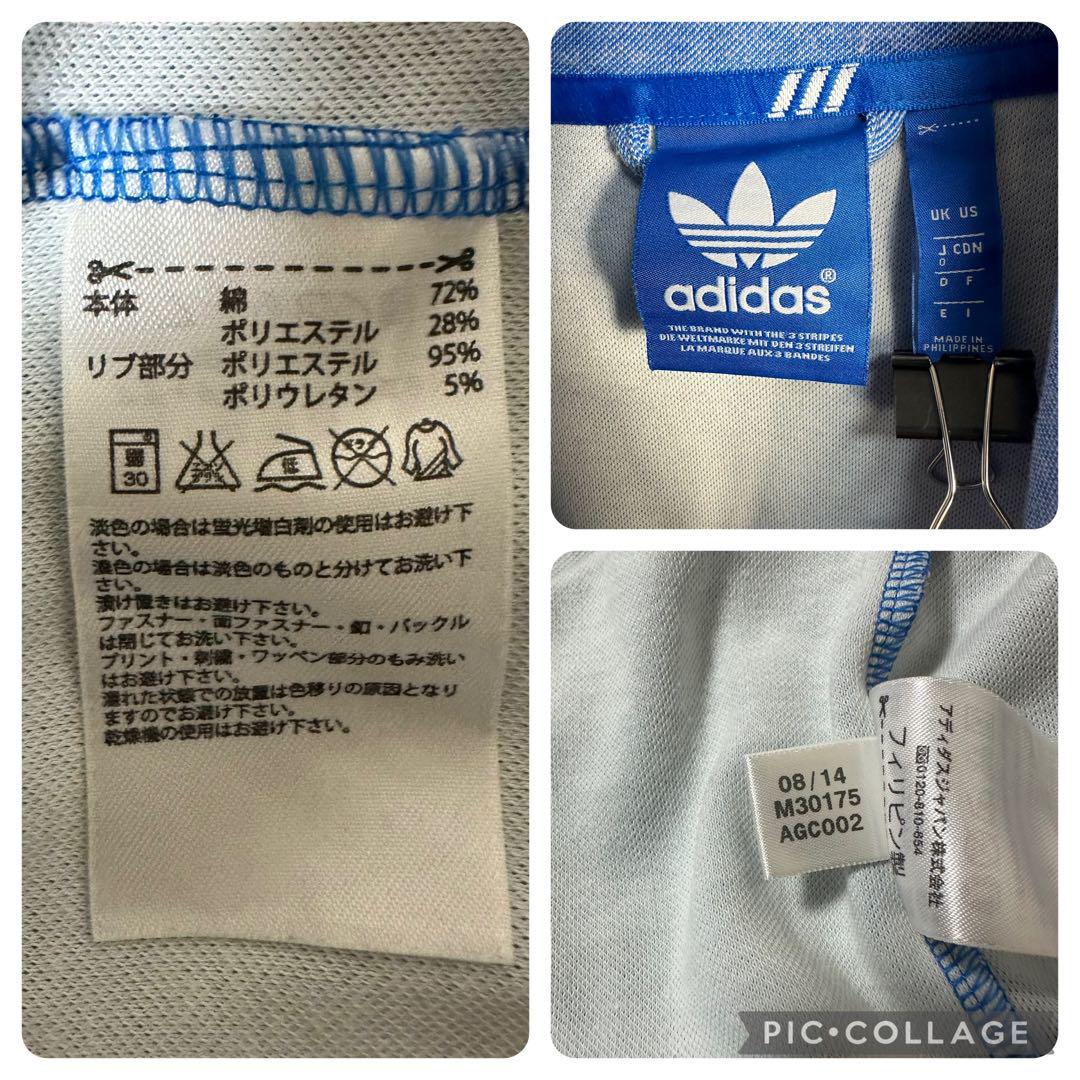 本体 綿 72%
ポリエステル 28%
リブ部分 ポリエステル 95%
ポリウレタン 5%
30
低
淡色の場合は蛍光増白剤の使用はお避け下
さい。
濃色の場合は淡色のものと分けてお洗い下
さい。
漬け置きはお避け下さい。
ファスナー・面ファスナー・釦・バックル
は閉じてお洗い下さい。
プリント・刺繍・ワッペン部分のもみ洗い
はお避け下さい。
濡れた状態での放置は色移りの原因となり
ますのでお避け下さい。
乾燥機の使用はお避け下さい。
adidas®
THE BRAND WITH THE 3 STRIPES
DIE WELTMARKE MIT DEN 3 STREIFEN
LA MARQUE AUX 3 BANDES
UK US
J CDN
O
D F
E I
MADE IN
PHILIPPINES
08/14
M30175
AGC002
アディダスジャパン株式会社
0120-810-654
フィリピン製
PIC•COLLAGE